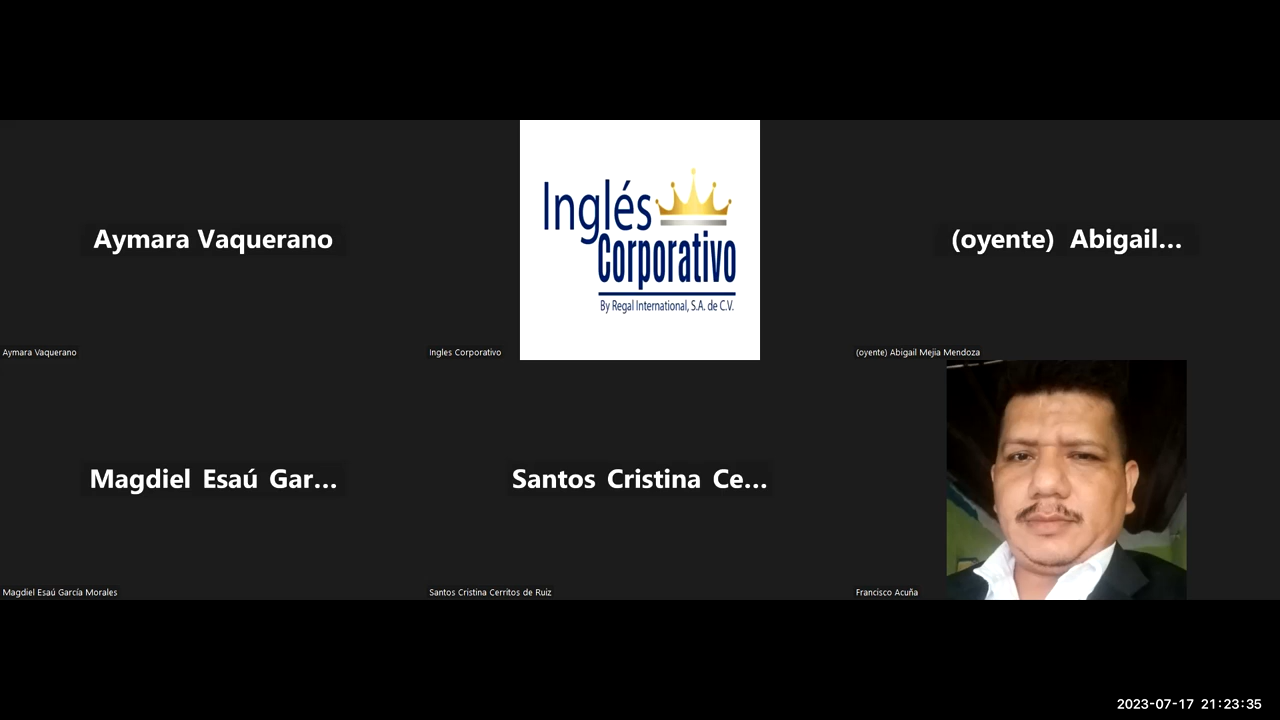 Aymara Vaquerano
Inglés
Corporativo
By Regal International, S.A. de C.V.
(oyente) Abigail...
Aymara Vaquerano
Ingles Corporativo
(oyente) Abigail Mejia Mendoza
Magdiel Esaú Gar...
Santos Cristina Ce...
Magdiel Esaú García Morales
Santos Cristina Cerritos de Ruiz
Francisco Acuña
2023-07-17 21:23:35